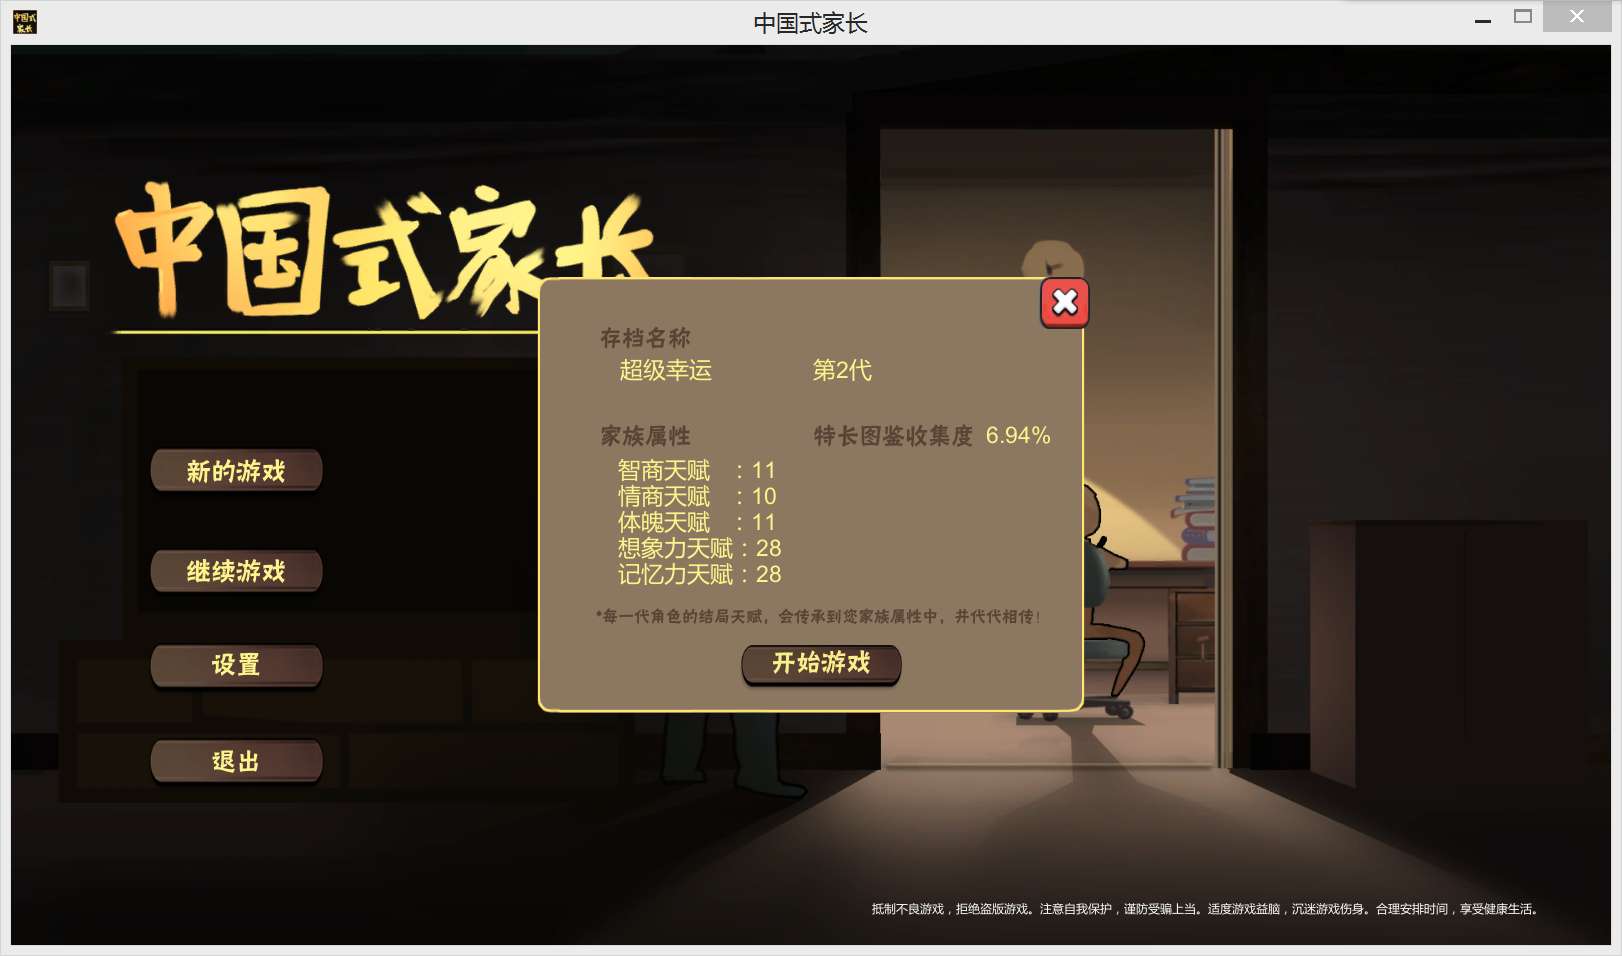 中国式家长
中国式家长
存档名称
超级幸运 第2代
家族属性 特长图鉴收集度 6.94%
智商天赋 : 11
情商天赋 : 10
体魄天赋 : 11
想象力天赋 : 28
记忆力天赋 : 28
*每一代角色的结局天赋，会传承到您家族属性中，并代代相传！
开始游戏
新的游戏
继续游戏
设置
退出
抵制不良游戏，拒绝盗版游戏。注意自我保护，谨防受骗上当。适度游戏益脑，沉迷游戏伤身。合理安排时间，享受健康生活。